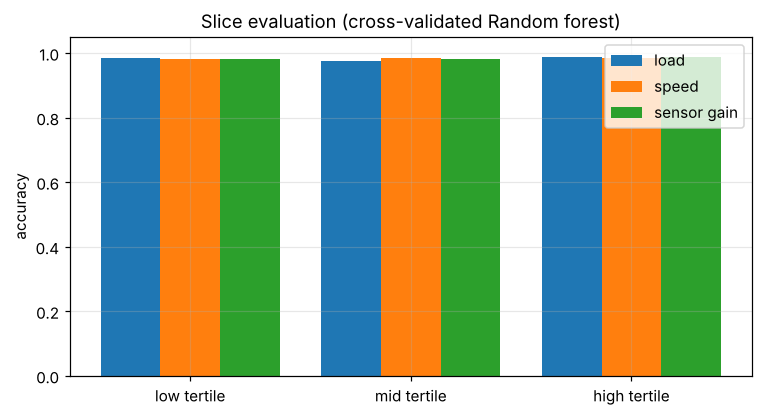 Slice evaluation (cross-validated Random forest)
load
speed
sensor gain
accuracy
1.0
0.8
0.6
0.4
0.2
0.0
low tertile
mid tertile
high tertile